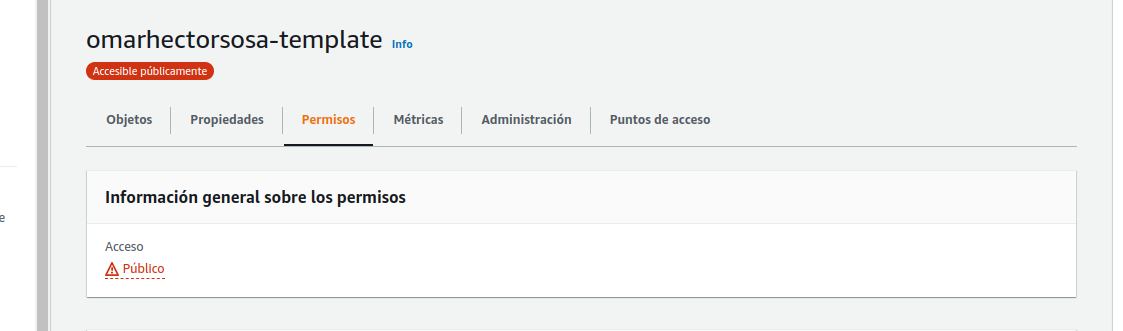 omarhectorsosa-template Info
Accesible públicamente
Objetos Propiedades Permisos Métricas Administración Puntos de acceso
Información general sobre los permisos
Acceso
Público
e